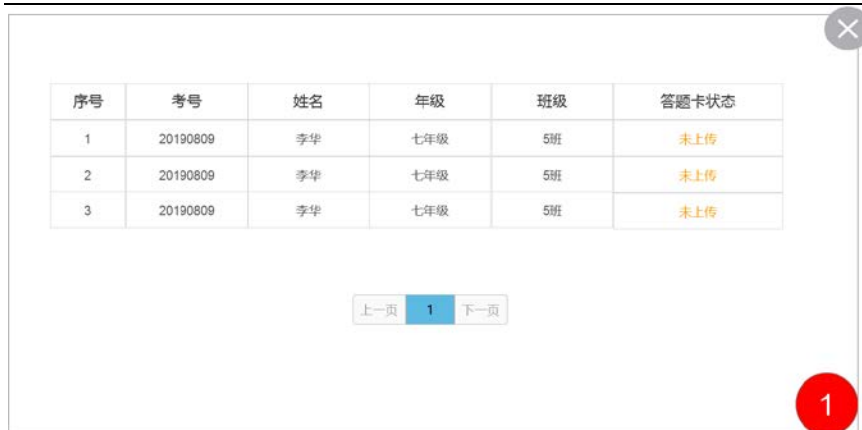 序号 考号 姓名 年级 班级 答题卡状态
1 20190809 李华 七年级 5班 未上传
2 20190809 李华 七年级 5班 未上传
3 20190809 李华 七年级 5班 未上传
上一页 1 下一页
1